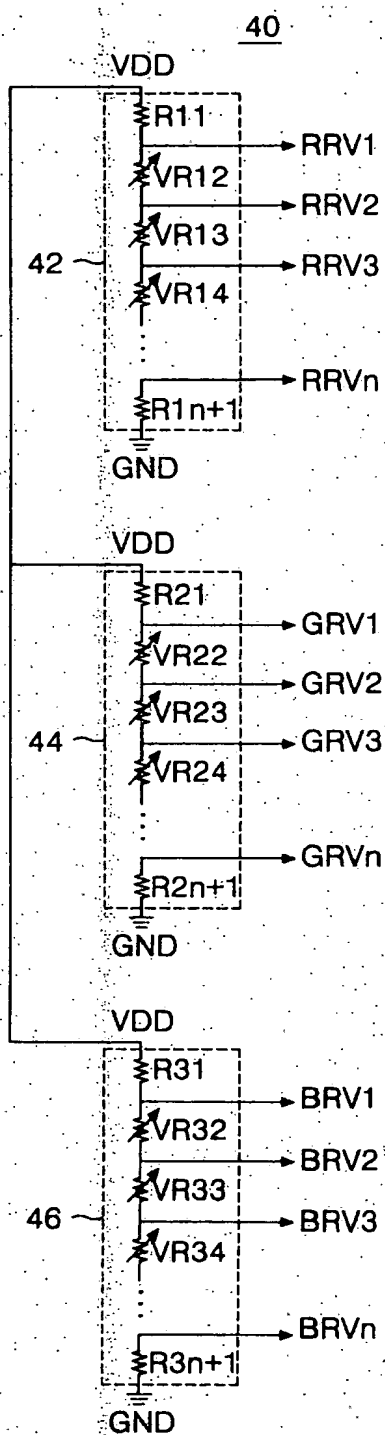 40
VDD
R11
RRV1
VR12
RRV2
VR13
42
RRV3
VR14
RRVn
R1n+1
GND
VDD
R21
GRV1
VR22
GRV2
VR23
44
GRV3
VR24
GRVn
R2n+1
GND
VDD
R31
BRV1
VR32
BRV2
VR33
46
BRV3
VR34
BRVn
R3n+1
GND